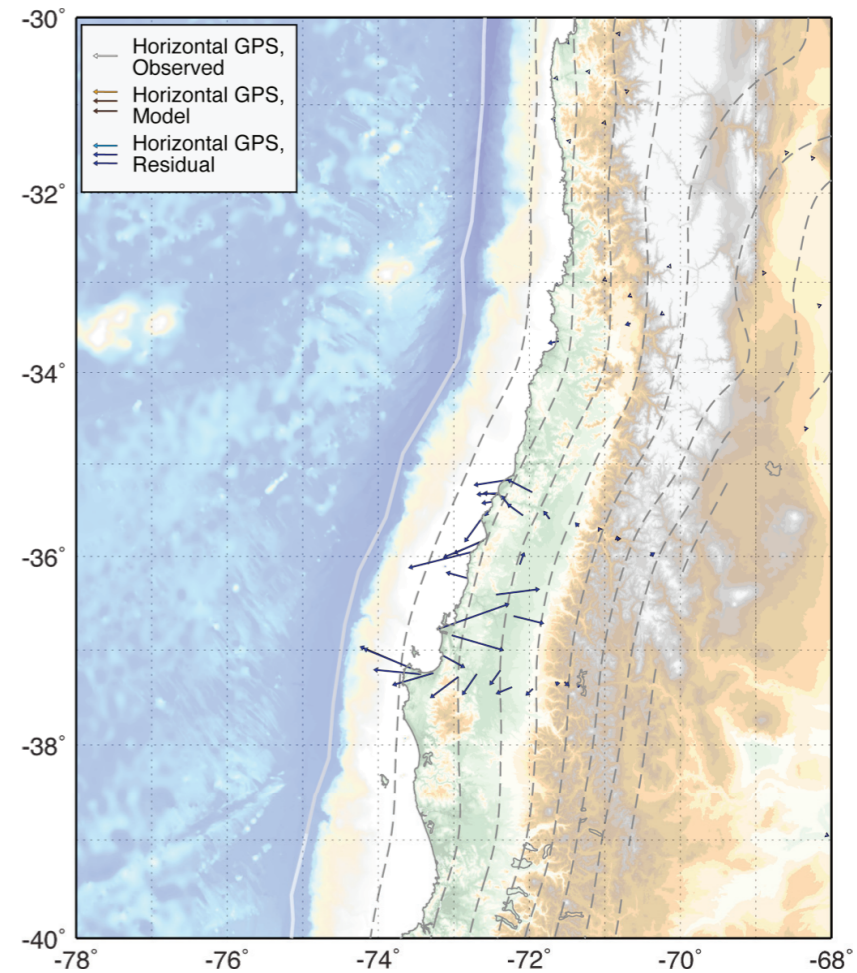 -30°
Horizontal GPS,
Observed
Horizontal GPS,
Model
Horizontal GPS,
Residual
-32°
-34°
-36°
-38°
-40°
-78° -76° -74° -72° -70° -68°